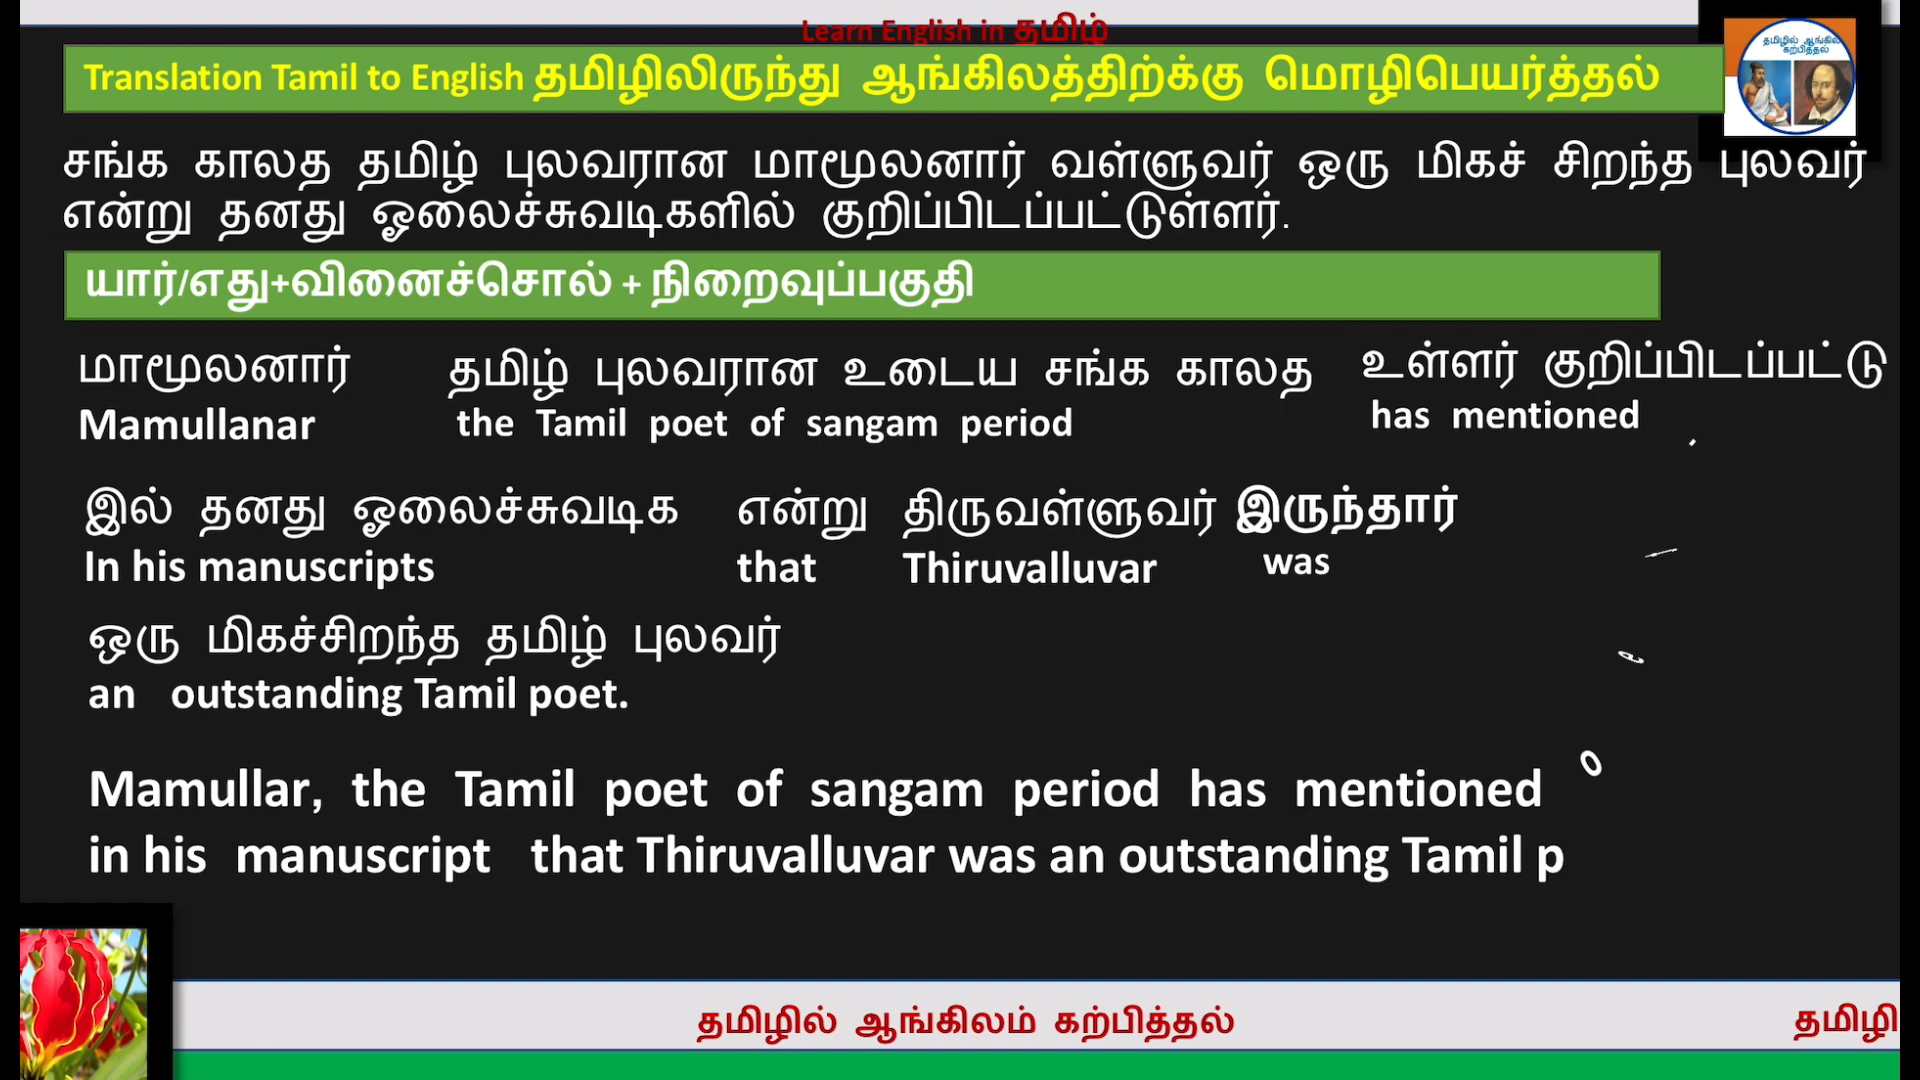 Learn English in தமிழ்
Translation Tamil to English தமிழிலிருந்து ஆங்கிலத்திற்க்கு மொழிபெயர்த்தல்
தமிழில் ஆங்கில
கற்பித்தல்
சங்க காலத தமிழ் புலவரான மாமூலனார் வள்ளுவர் ஒரு மிகச் சிறந்த புலவர்
என்று தனது ஓலைச்சுவடிகளில் குறிப்பிடப்பட்டுள்ளர்.
யார்/எது+வினைச்சொல் + நிறைவுப்பகுதி
மாமூலனார் தமிழ் புலவரான உடைய சங்க காலத உள்ளர் குறிப்பிடப்பட்டு
Mamullanar the Tamil poet of sangam period has mentioned
இல் தனது ஓலைச்சுவடிக என்று திருவள்ளுவர் இருந்தார்
In his manuscripts that Thiruvalluvar was
ஒரு மிகச்சிறந்த தமிழ் புலவர்
an outstanding Tamil poet.
Mamullar, the Tamil poet of sangam period has mentioned
in his manuscript that Thiruvalluvar was an outstanding Tamil p
o
e
தமிழில் ஆங்கிலம் கற்பித்தல் தமிழி